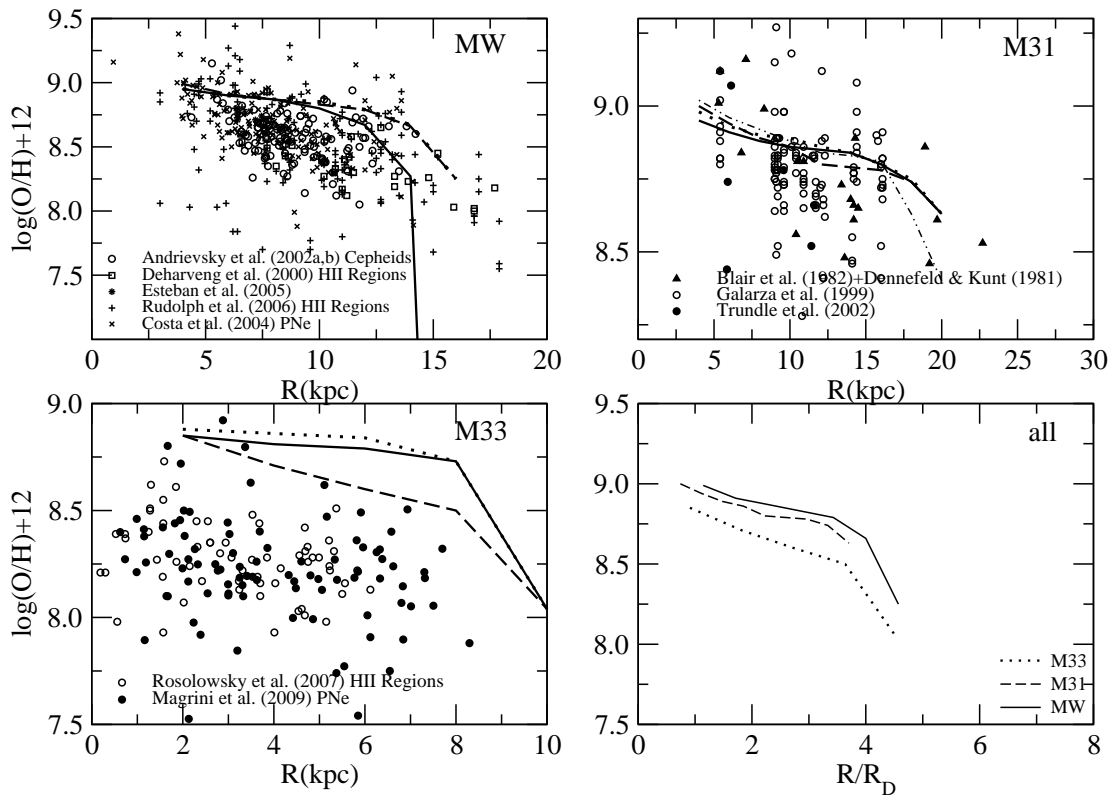 9.5
9.0
8.5
8.0
7.5
log(O/H)+12
MW
Andrievsky et al. (2002a,b) Cepheids
Deharveng et al. (2000) HII Regions
Esteban et al. (2005)
Rudolph et al. (2006) HII Regions
Costa et al. (2004) PNe
0 5 10 15 20
R(kpc)
M31
9.0
8.5
Blair et al. (1982)+Dennefeld & Kunt (1981)
Galarza et al. (1999)
Trundle et al. (2002)
0 5 10 15 20 25 30
R(kpc)
9.0
8.5
8.0
7.5
log(O/H)+12
M33
Rosolowsky et al. (2007) HII Regions
Magrini et al. (2009) PNe
0 2 4 6 8 10
R(kpc)
9.5
9.0
8.5
8.0
7.5
all
M33
M31
MW
0 2 4 6 8
R/R_D